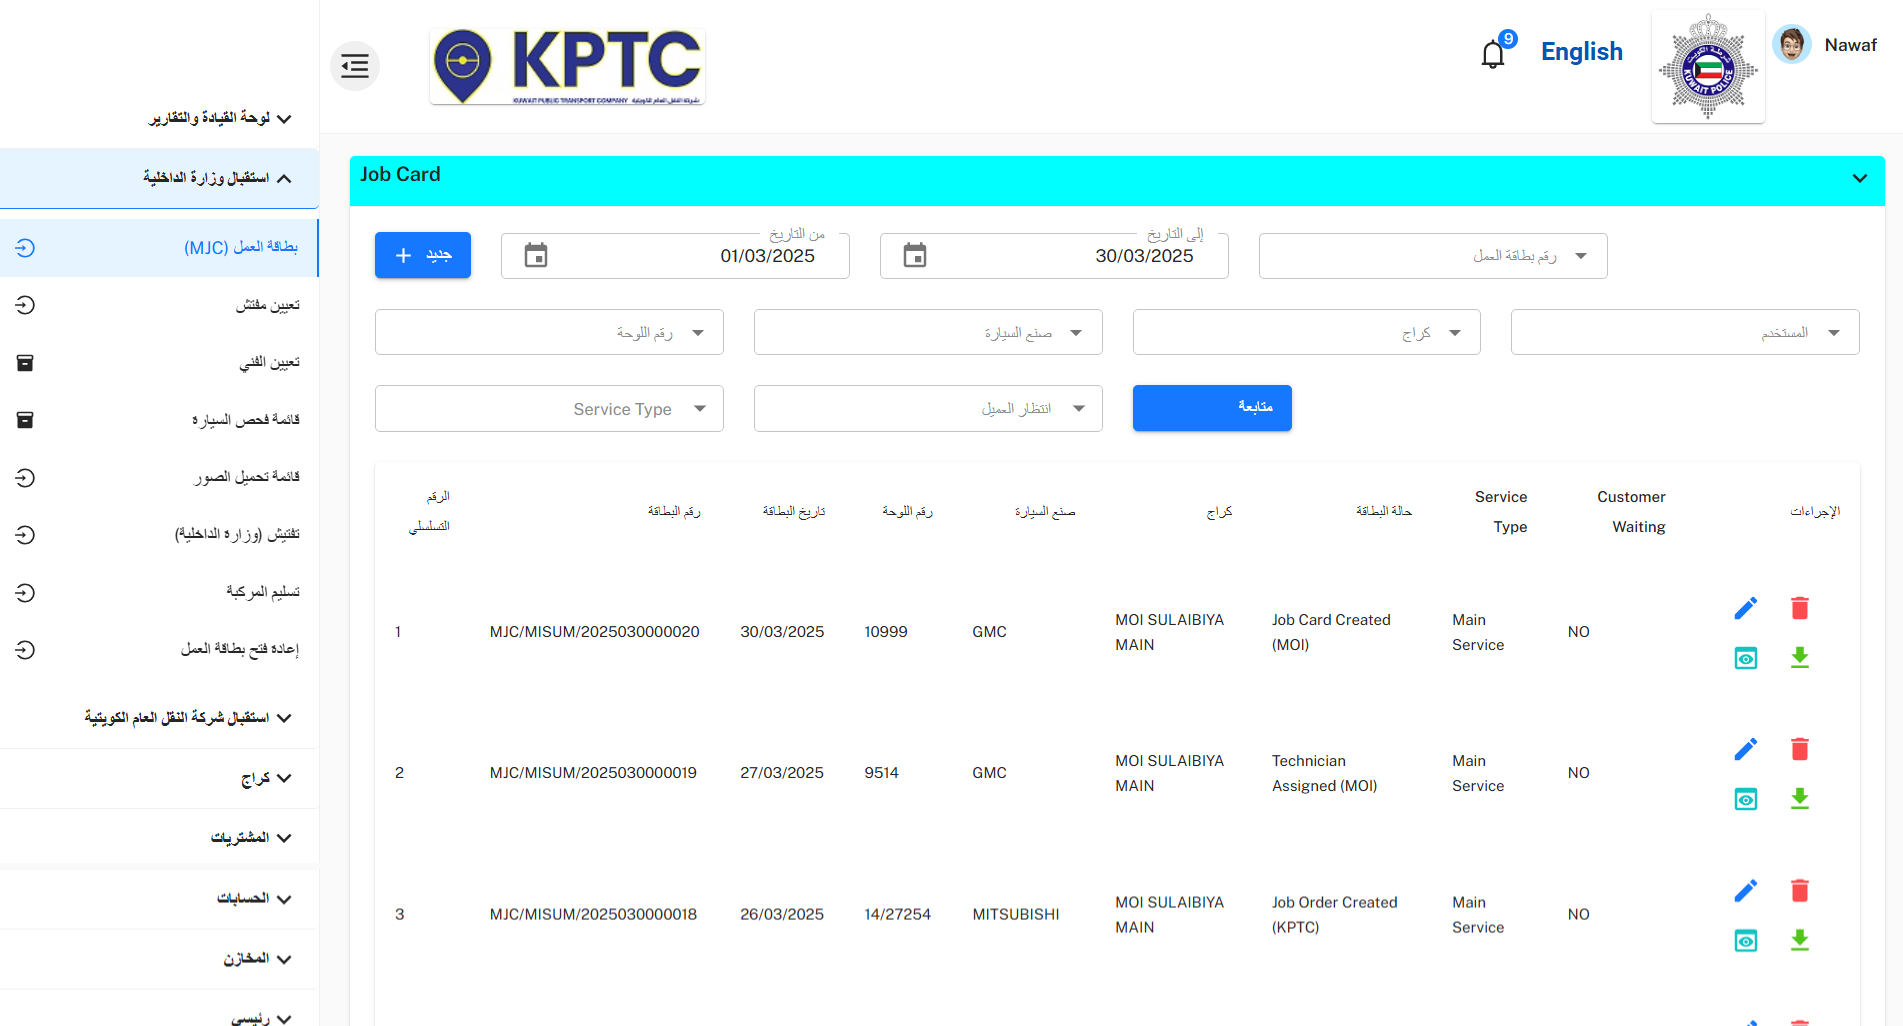 KPTC
KUWAIT PUBLIC TRANSPORT COMPANY شركة النقل العام الكويتية
9
English
شرطة الكويت
KUWAIT POLICE
Nawaf
لوحة القيادة والتقارير
استقبال وزارة الداخلية
بطاقة العمل (MJC)
تعيين مفتش
تعيين الفني
قائمة فحص السيارة
قائمة تحميل الصور
تفتيش (وزارة الداخلية)
تسليم المركبة
إعادة فتح بطاقة العمل
استقبال شركة النقل العام الكويتية
كراج
المشتريات
الحسابات
المخازن
رئيسي
Job Card
جديد
من التاريخ
01/03/2025
إلى التاريخ
30/03/2025
رقم بطاقة العمل
رقم اللوحة
صنع السيارة
كراج
المستخدم
Service Type
انتظار العميل
متابعة
الرقم التسلسلي رقم البطاقة تاريخ البطاقة رقم اللوحة صنع السيارة كراج حالة البطاقة Service Type Customer Waiting الإجراءات
1 MJC/MISUM/2025030000020 30/03/2025 10999 GMC MOI SULAIBIYA MAIN Job Card Created (MOI) Main Service NO
2 MJC/MISUM/2025030000019 27/03/2025 9514 GMC MOI SULAIBIYA MAIN Technician Assigned (MOI) Main Service NO
3 MJC/MISUM/2025030000018 26/03/2025 14/27254 MITSUBISHI MOI SULAIBIYA MAIN Job Order Created (KPTC) Main Service NO